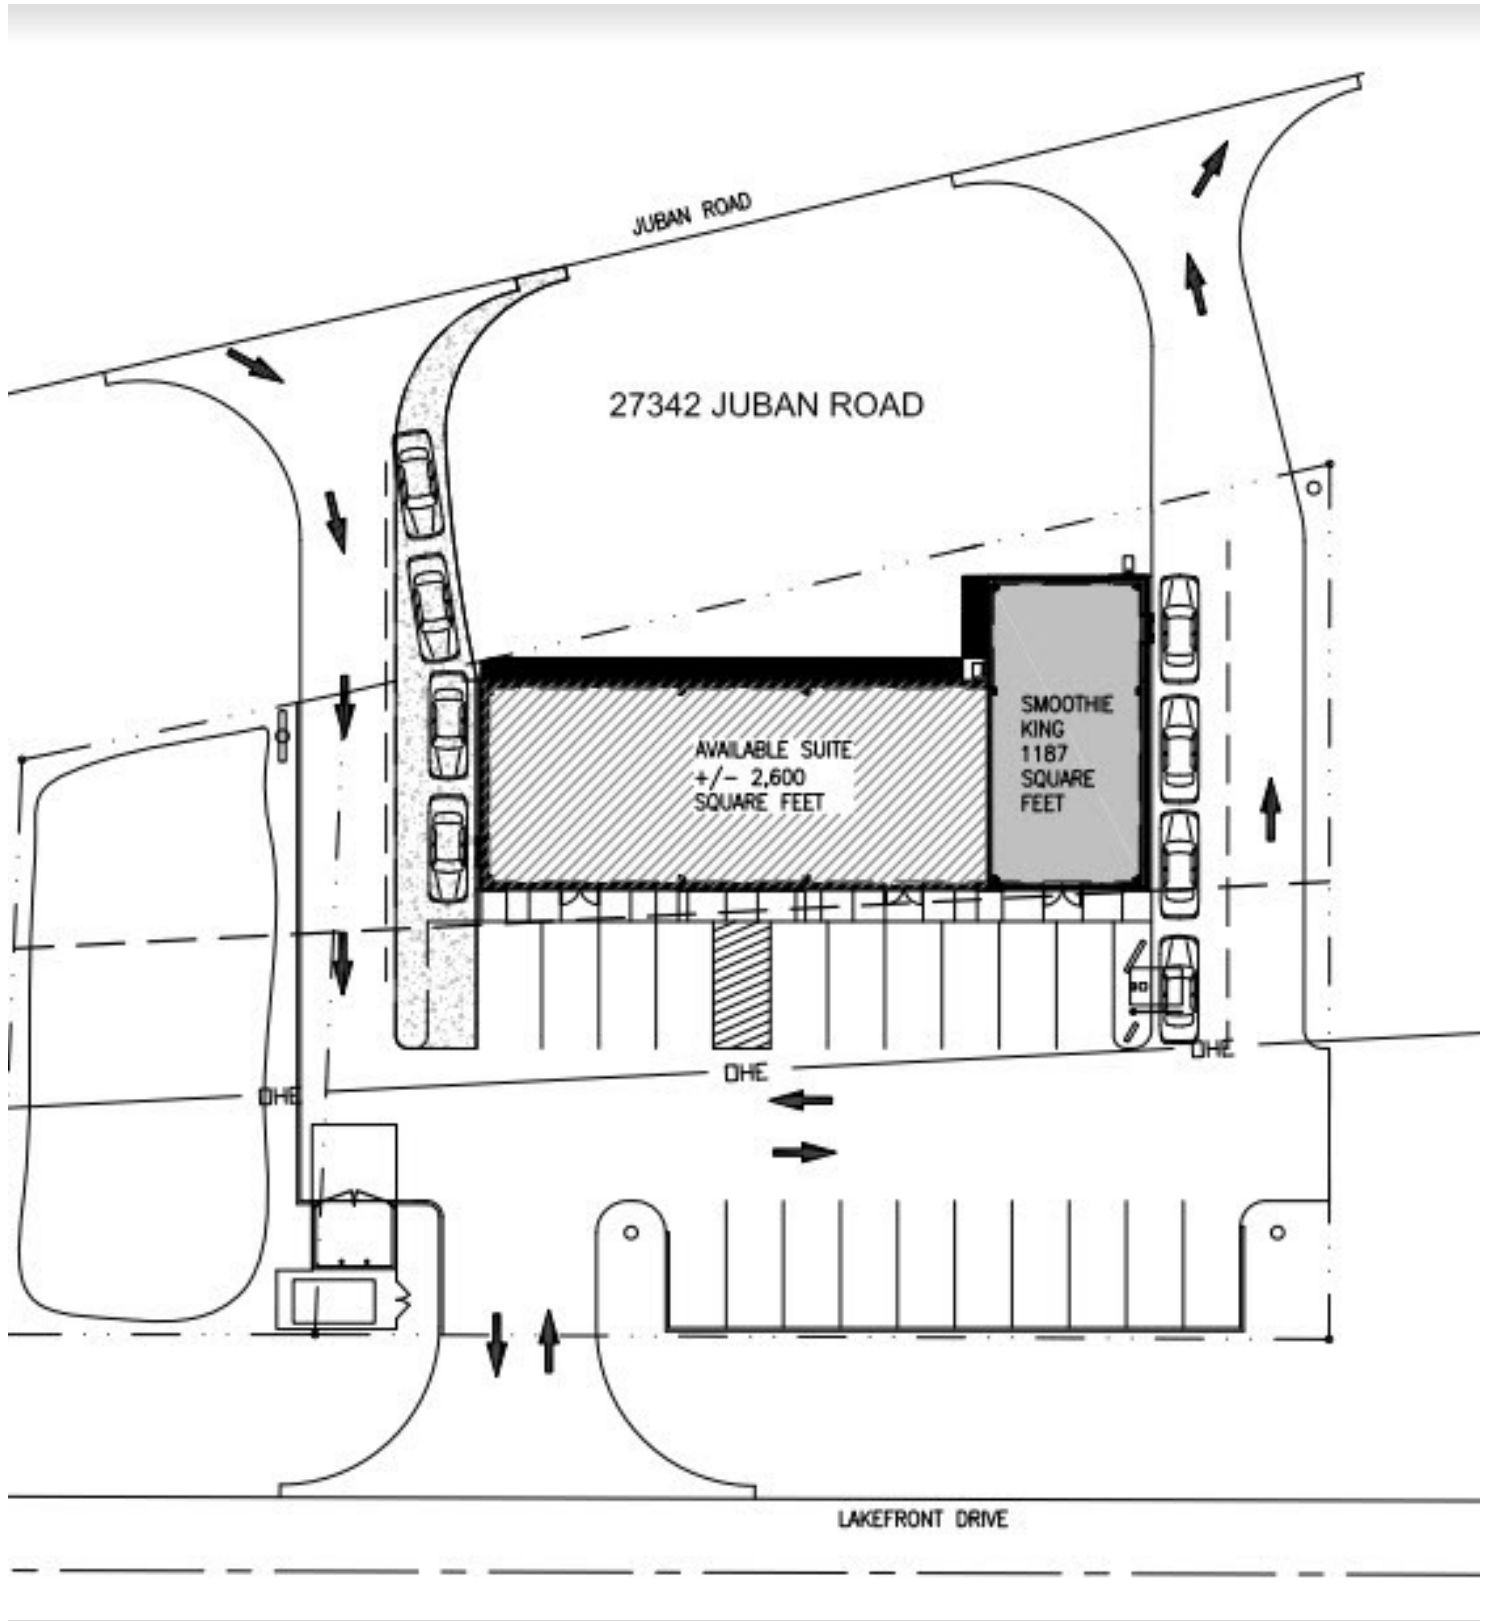 JUBAN ROAD
27342 JUBAN ROAD
SMOOTHIE
KING
1187
SQUARE
FEET
AVAILABLE SUITE
+/- 2,600
SQUARE FEET
OHE
OHE
OHE
LAKEFRONT DRIVE